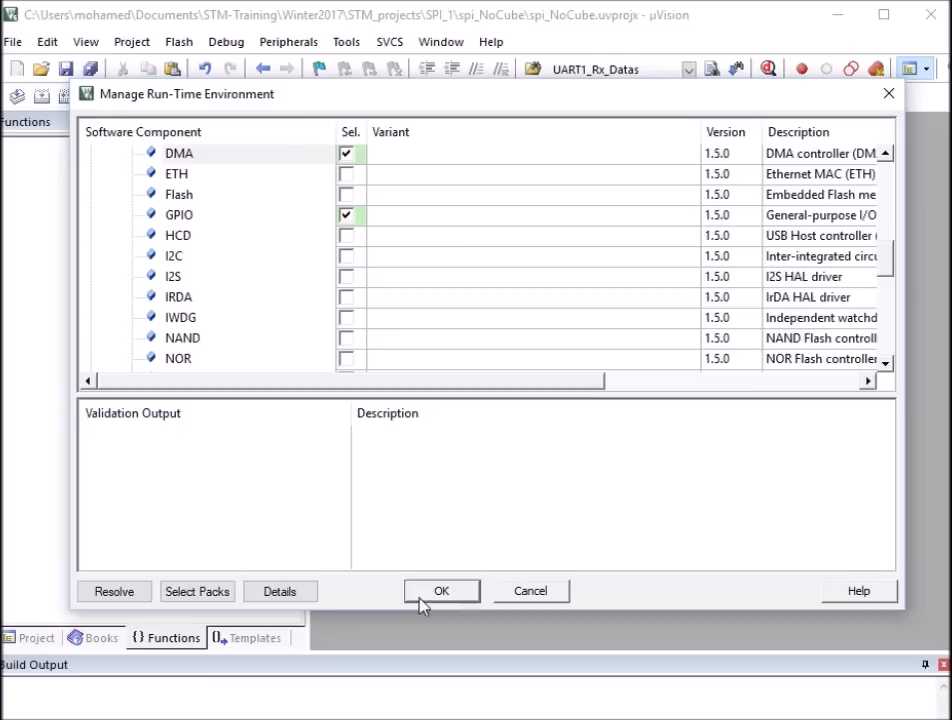 C:\Users\mohamed\Documents\STM-Training\Winter2017\STM_projects\SPI_1\spi_NoCube\spi_NoCube.uvprojx - µVision
File Edit View Project Flash Debug Peripherals Tools SVCS Window Help
UART1_Rx_Datas
Functions
Manage Run-Time Environment
Software Component Sel. Variant Version Description
DMA 1.5.0 DMA controller (DM
ETH 1.5.0 Ethernet MAC (ETH)
Flash 1.5.0 Embedded Flash me
GPIO 1.5.0 General-purpose I/O
HCD 1.5.0 USB Host controller (
I2C 1.5.0 Inter-integrated circu
I2S 1.5.0 I2S HAL driver
IRDA 1.5.0 IrDA HAL driver
IWDG 1.5.0 Independent watchd
NAND 1.5.0 NAND Flash controll
NOR 1.5.0 NOR Flash controller
Validation Output Description
Resolve Select Packs Details OK Cancel Help
Project Books {} Functions 0 Templates
Build Output